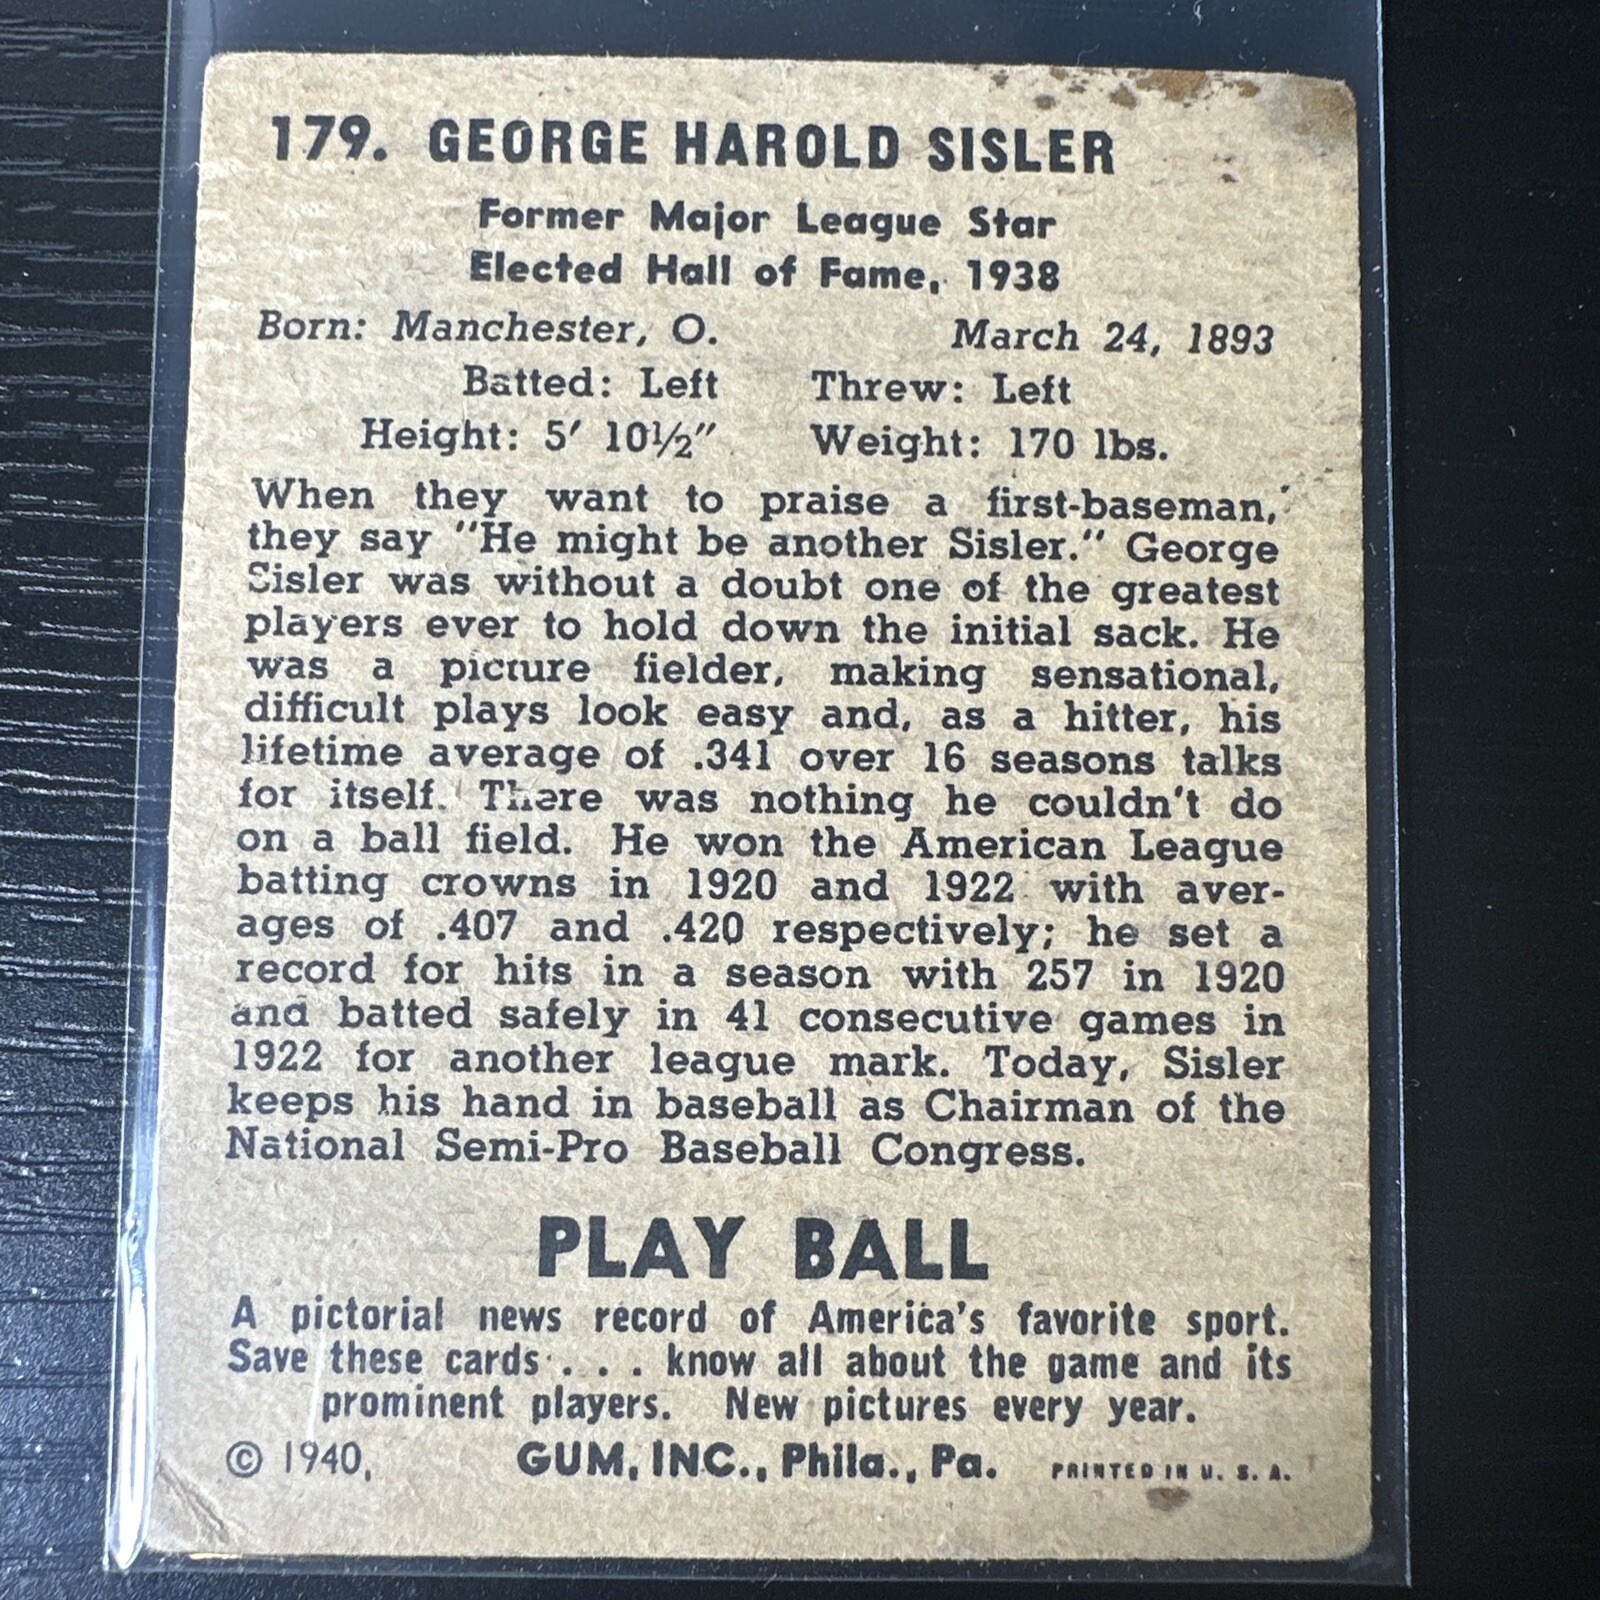 179. GEORGE HAROLD SISLER
Former Major League Star
Elected Hall of Fame, 1938
Born: Manchester, O. March 24, 1893
Batted: Left Threw: Left
Height: 5' 10½" Weight: 170 lbs.
When they want to praise a first-baseman,
they say "He might be another Sisler." George
Sisler was without a doubt one of the greatest
players ever to hold down the initial sack. He
was a picture fielder, making sensational,
difficult plays look easy and, as a hitter, his
lifetime average of .341 over 16 seasons talks
for itself. There was nothing he couldn't do
on a ball field. He won the American League
batting crowns in 1920 and 1922 with aver-
ages of .407 and .420 respectively; he set a
record for hits in a season with 257 in 1920
and batted safely in 41 consecutive games in
1922 for another league mark. Today, Sisler
keeps his hand in baseball as Chairman of the
National Semi-Pro Baseball Congress.
PLAY BALL
A pictorial news record of America's favorite sport.
Save these cards . . . know all about the game and its
prominent players. New pictures every year.
© 1940, GUM, INC., Phila., Pa. PRINTED IN U. S. A.